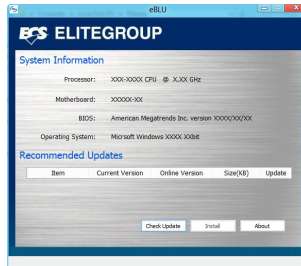 eBLU
ECS ELITEGROUP
System Information
Processor: XXX-XXXX CPU @ X.XX GHz
Motherboard: XXXXX-XX
BIOS: American Megatrends Inc. version XXXX/XX/XX
Operating System: Micrsoft Windows XXXX XXbit
Recommended Updates
Item Current Version Online Version Size(KB) Update
Check Update Install About